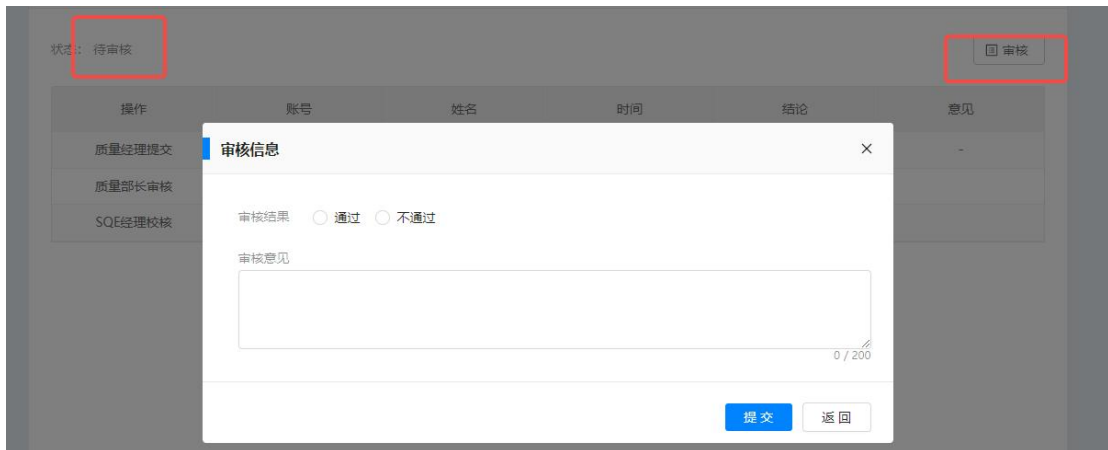 状态： 待审核
审核
操作 账号 姓名 时间 结论 意见
质量经理提交 -
质量部长审核
SQE经理校核
审核信息
审核结果 通过 不通过
审核意见
0 / 200
提交 返回